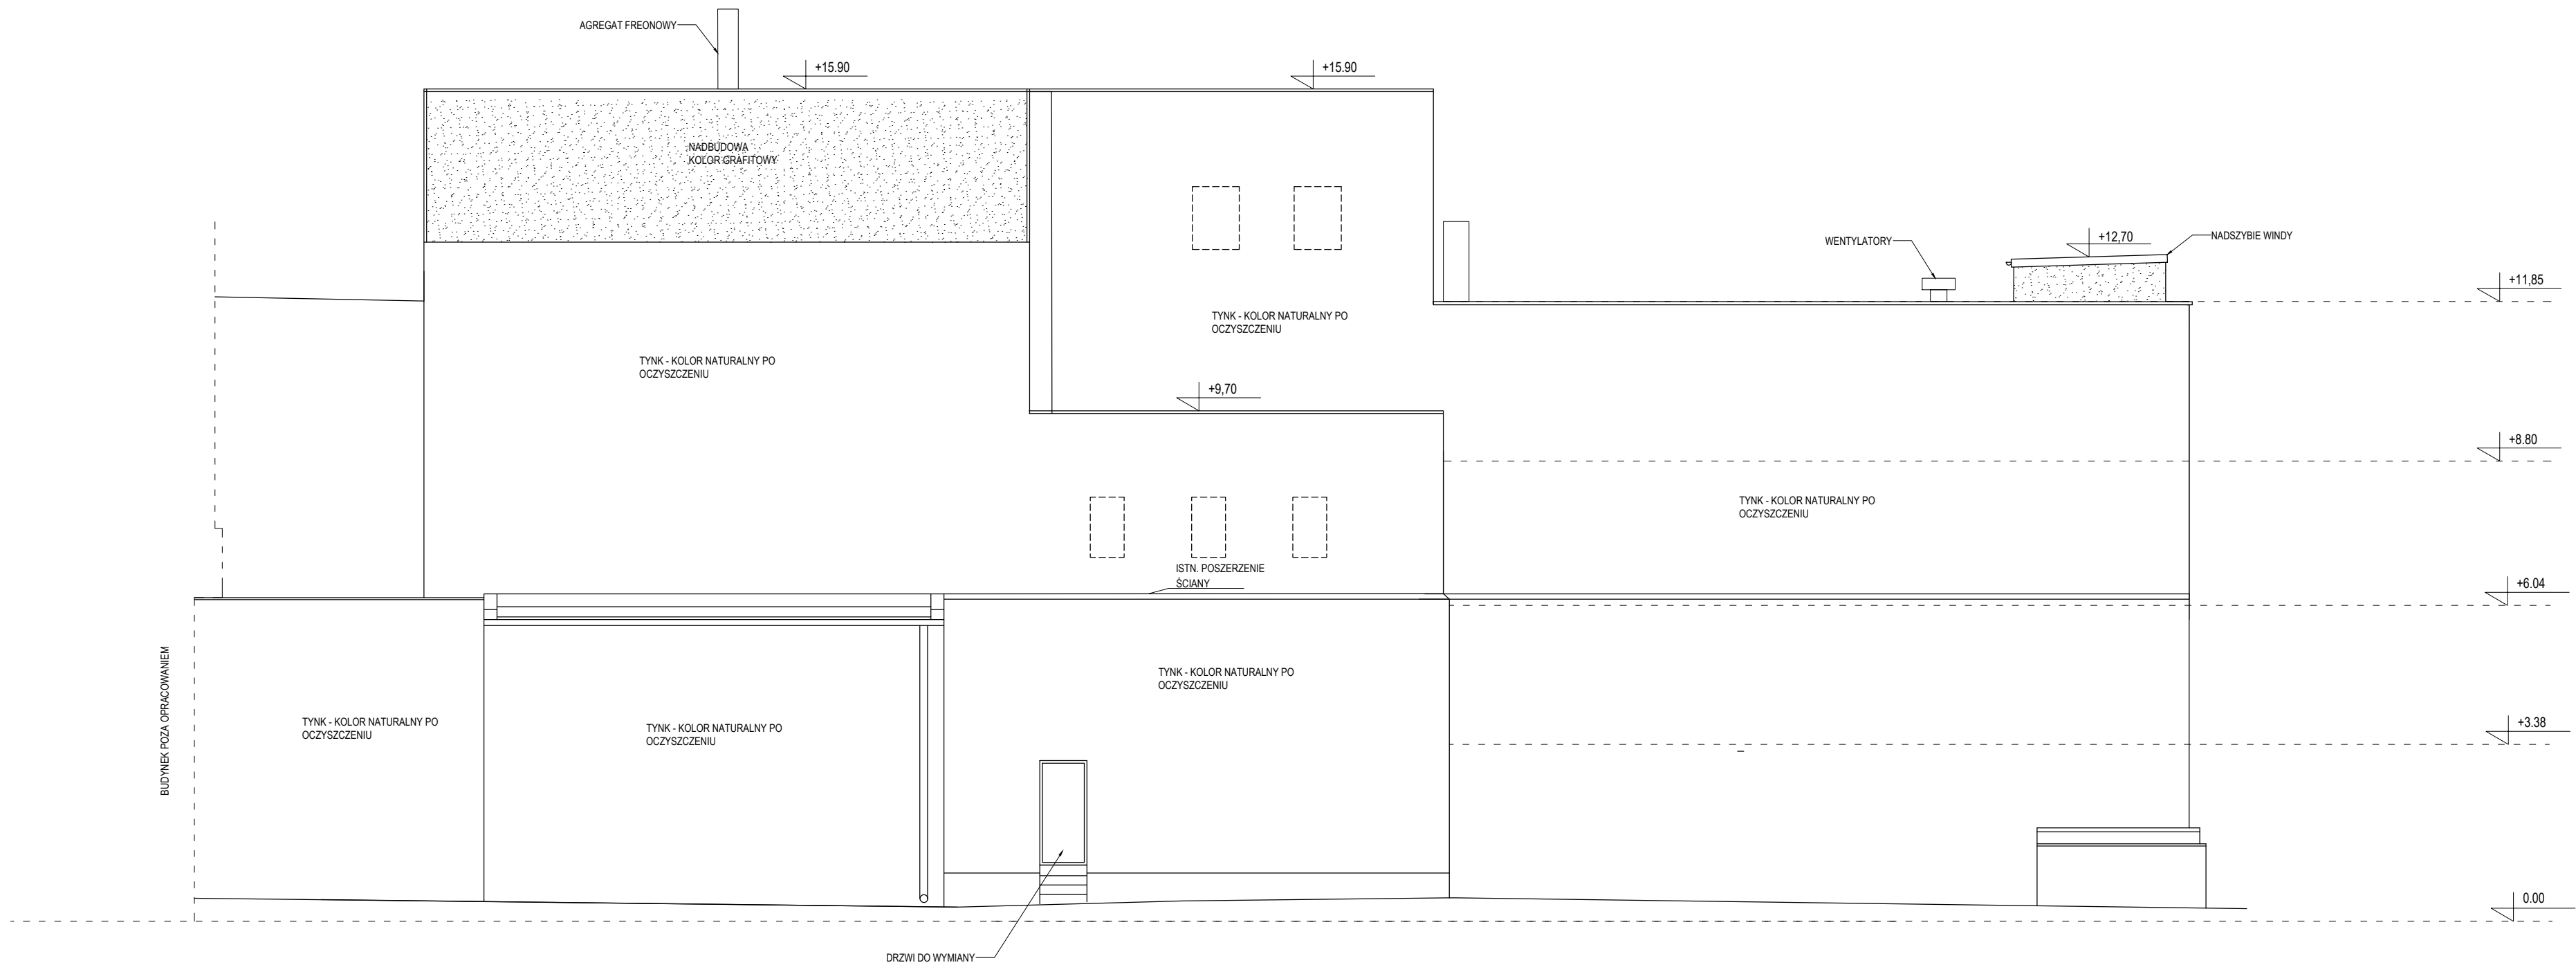 AGREGAT FREONOWY
+15.90
+15.90
NADBUDOWA
KOLOR GRAFITOWY
WENTYLATORY
+12,70
NADSZYBIE WINDY
+11,85
TYNK - KOLOR NATURALNY PO
OCZYSZCZENIU
TYNK - KOLOR NATURALNY PO
OCZYSZCZENIU
+9,70
+8.80
TYNK - KOLOR NATURALNY PO
OCZYSZCZENIU
ISTN. POSZERZENIE
ŚCIANY
+6.04
BUDYNEK POZA OPRACOWANIEM
TYNK - KOLOR NATURALNY PO
OCZYSZCZENIU
TYNK - KOLOR NATURALNY PO
OCZYSZCZENIU
TYNK - KOLOR NATURALNY PO
OCZYSZCZENIU
+3.38
0.00
DRZWI DO WYMIANY